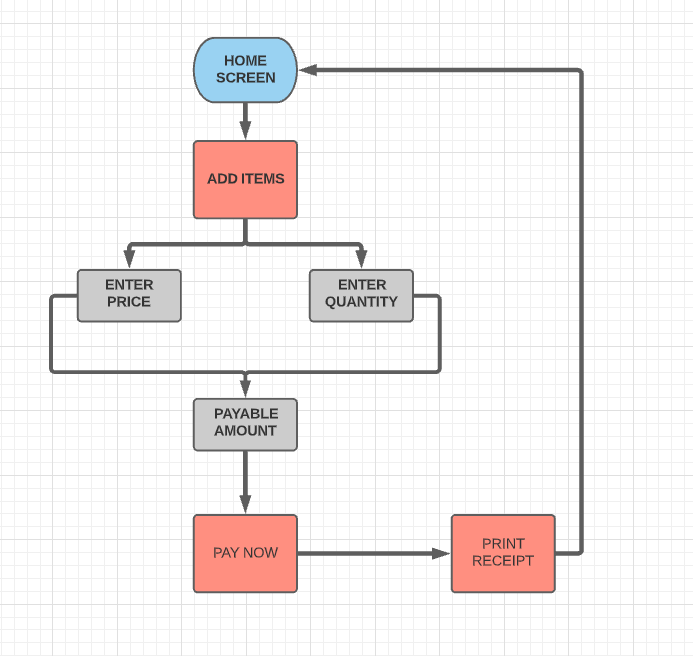 HOME
SCREEN
ADD ITEMS
ENTER
PRICE
ENTER
QUANTITY
PAYABLE
AMOUNT
PAY NOW
PRINT
RECEIPT